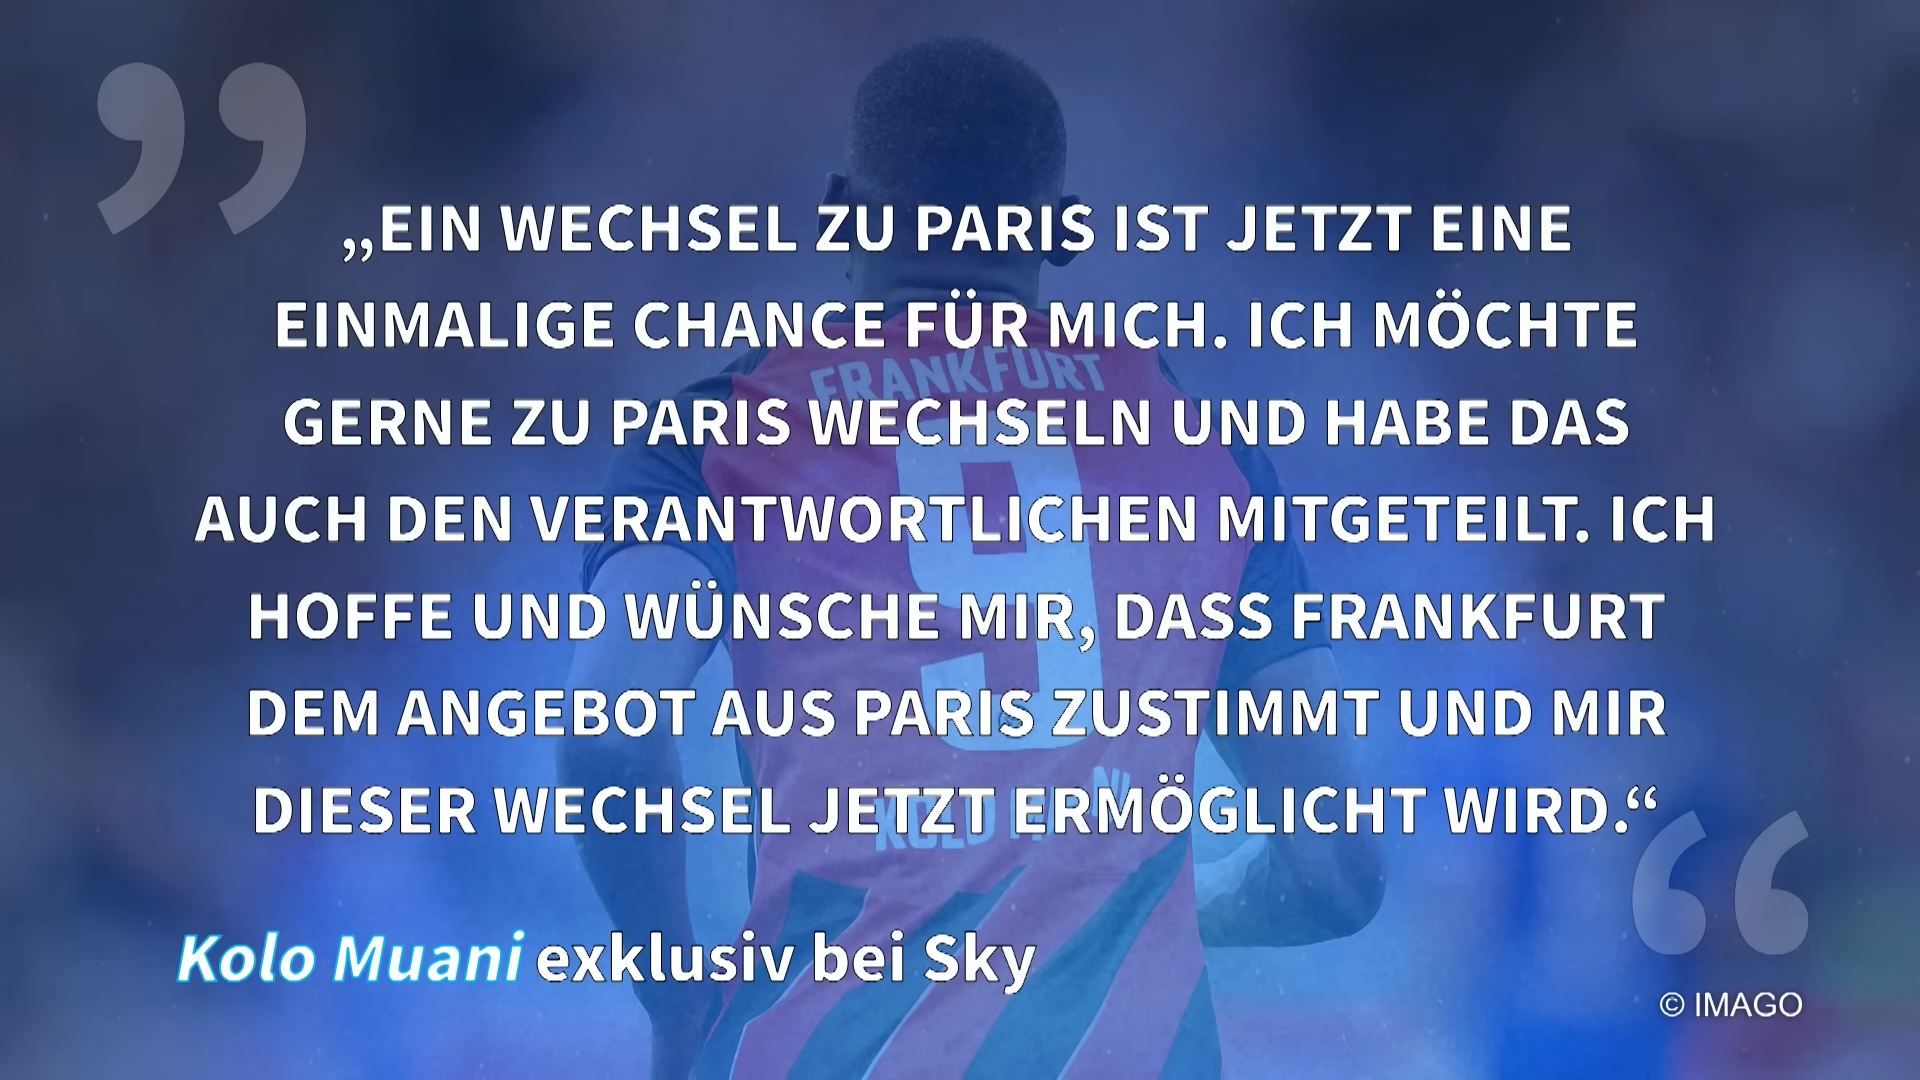 „EIN WECHSEL ZU PARIS IST JETZT EINE
EINMALIGE CHANCE FÜR MICH. ICH MÖCHTE
FRANKFURT
GERNE ZU PARIS WECHSELN UND HABE DAS
9
AUCH DEN VERANTWORTLICHEN MITGETEILT. ICH
HOFFE UND WÜNSCHE MIR, DASS FRANKFURT
DEM ANGEBOT AUS PARIS ZUSTIMMT UND MIR
DIESER WECHSEL JETZT ERMÖGLICHT WIRD.“
Kolo Muani exklusiv bei Sky
© IMAGO